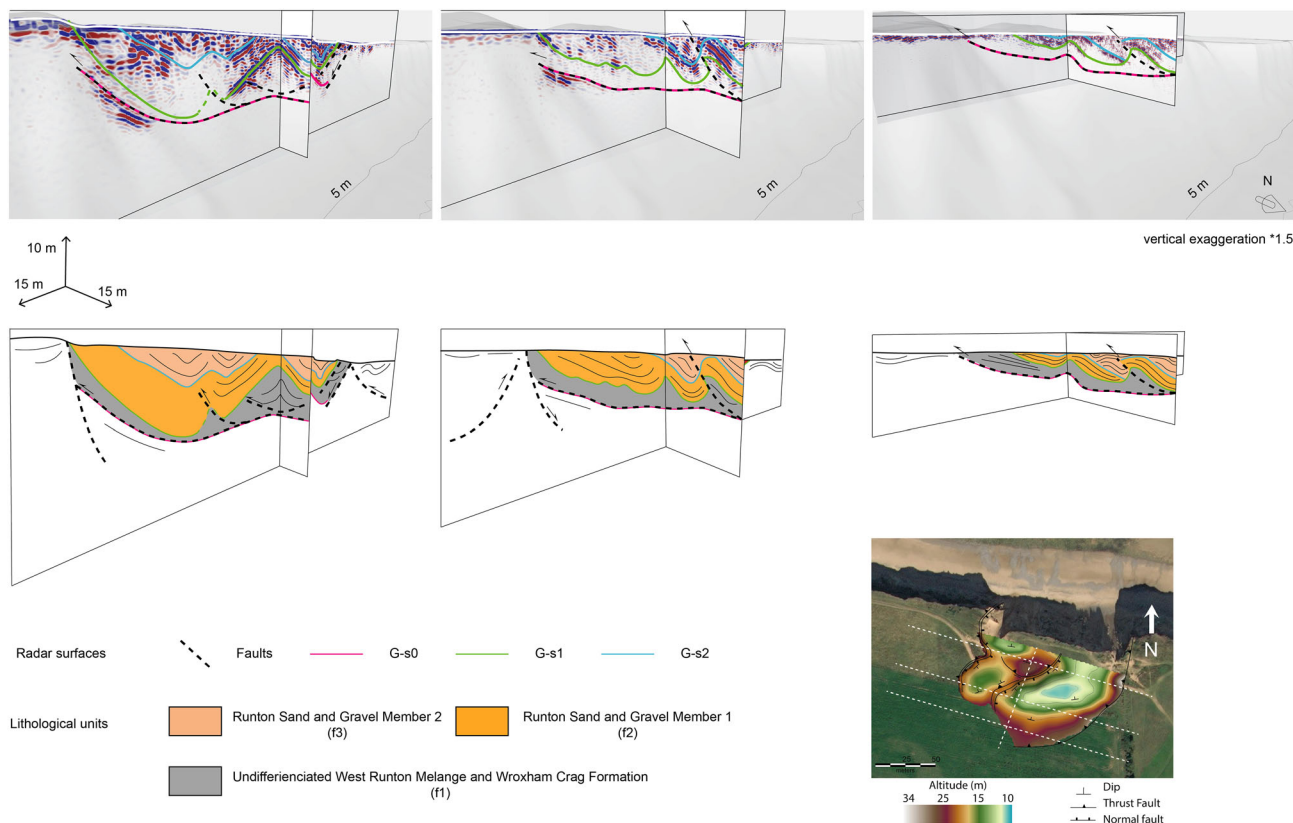 5 m
5 m
5 m
N
vertical exaggeration *1.5
10 m
15 m
15 m
Radar surfaces
Faults
G-s0
G-s1
G-s2
Lithological units
Runton Sand and Gravel Member 2
(f3)
Runton Sand and Gravel Member 1
(f2)
Undifferienciated West Runton Melange and Wroxham Crag Formation
(f1)
N
Altitude (m)
34 25 15 10
Dip
Thrust Fault
Normal fault